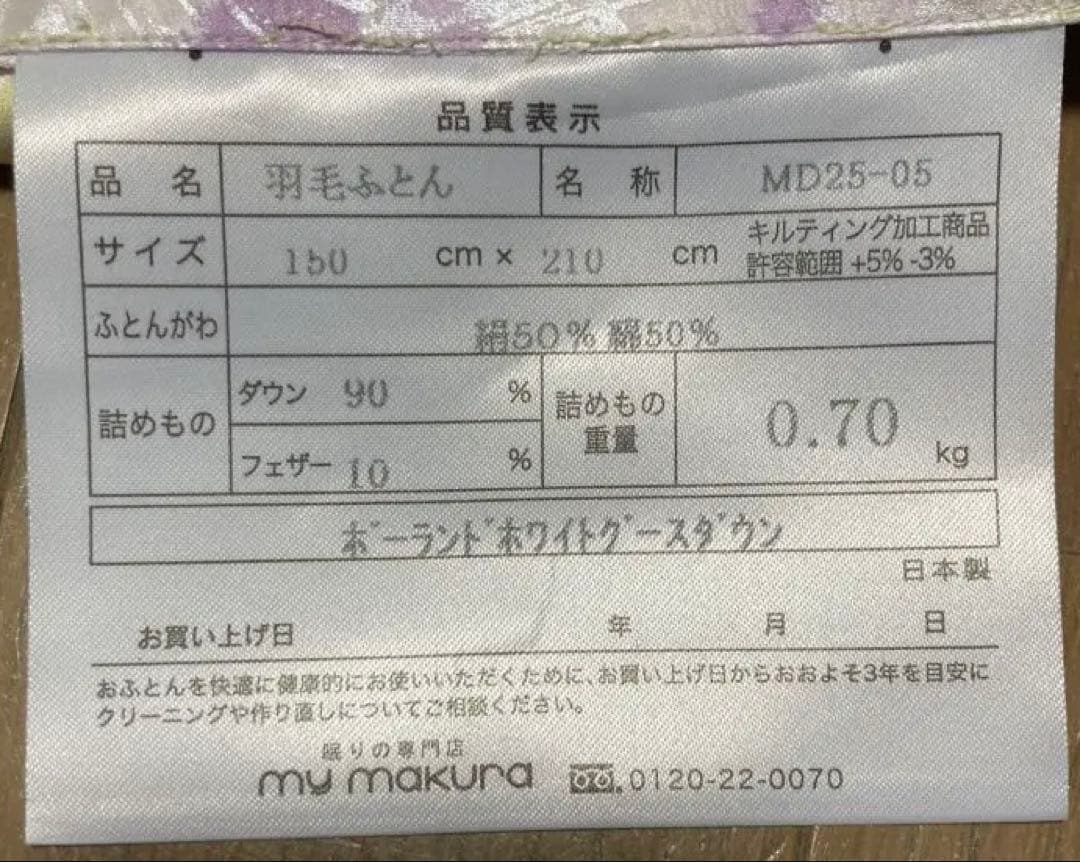 品質表示
品名 羽毛ふとん 名称 MD25-05
サイズ 150 cm × 210 cm キルティング加工商品
許容範囲 +5% -3%
ふとんがわ 絹50% 綿50%
詰めもの ダウン 90 % 詰めもの重量 0.70 kg
フェザー 10 %
ポーランドホワイトグースダウン
日本製
お買い上げ日 年 月 日
おふとんを快適に健康的にお使いいただくために、お買い上げ日からおおよそ3年を目安に
クリーニングや作り直しについてご相談ください。
眠りの専門店
my makura 0120-22-0070